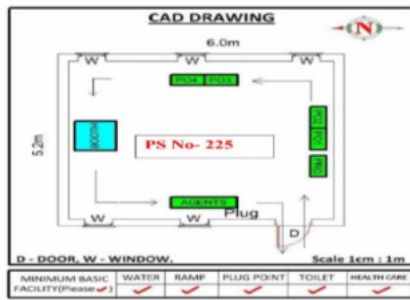 CAD DRAWING
N
6.0m
W W W
PO4 PO3
5.2m
BOOTH
PO2
PO1
PRO
PS No- 225
AGENTS
Plug
W W
D
D - DOOR, W - WINDOW. Scale 1cm : 1m
MINIMUM BASIC FACILITY(Please ✓) WATER RAMP PLUG POINT TOILET HEALTH CARE